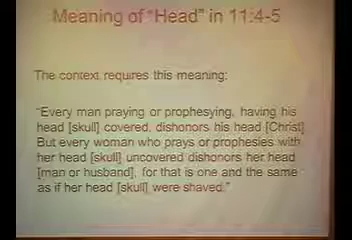 Meaning of "Head" in 11:4-5
The context requires this meaning:
"Every man praying or prophesying, having his
head [skull] covered, dishonors his head [Christ].
But every woman who prays or prophesies with
her head [skull] uncovered dishonors her head
[man or husband], for that is one and the same
as if her head [skull] were shaved."